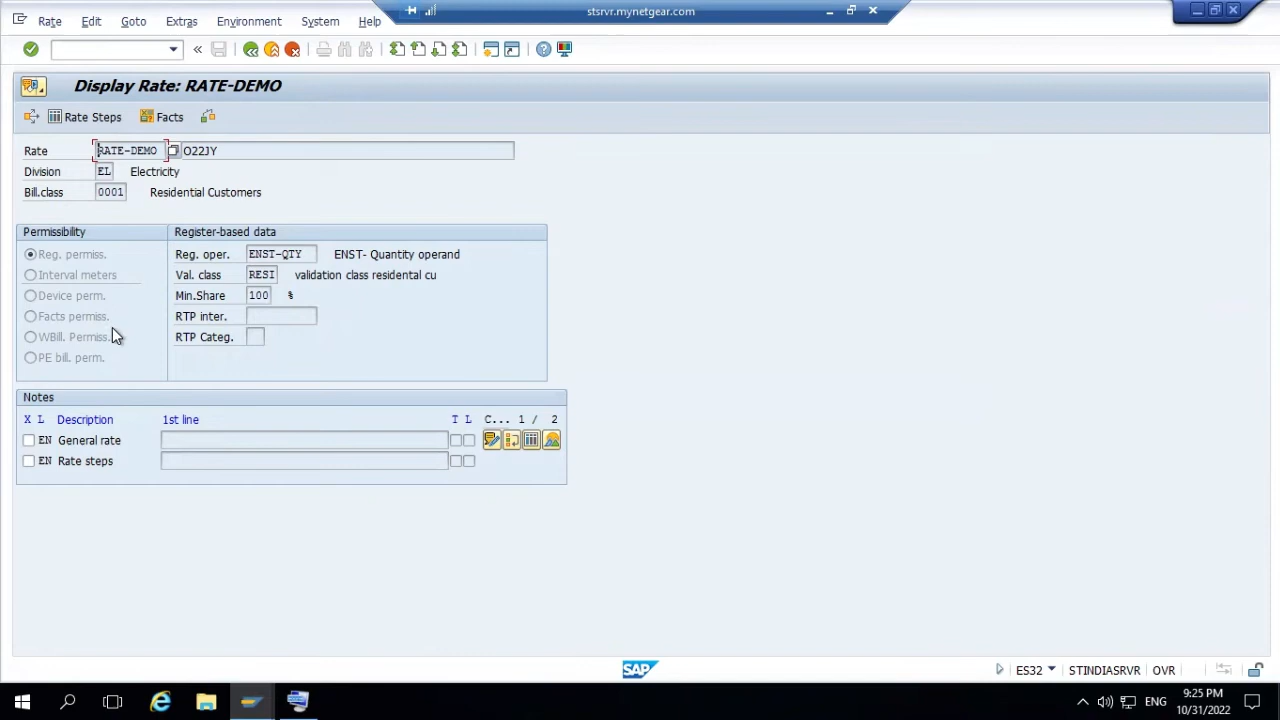 stsrvr.mynetgear.com
Rate Edit Goto Extras Environment System Help
Display Rate: RATE-DEMO
Rate Steps Facts
Rate RATE-DEMO O22JY
Division EL Electricity
Bill.class 0001 Residential Customers
Permissibility Register-based data
Reg. permiss. Reg. oper. ENST-QTY ENST- Quantity operand
Interval meters Val. class RESI validation class residental cu
Device perm. Min.Share 100 %
Facts permiss. RTP inter.
WBill. Permiss. RTP Categ.
PE bill. perm.
Notes
X L Description 1st line T L C... 1 / 2
EN General rate
EN Rate steps
SAP ES32 STINDIASRVR OVR
ENG 9:25 PM
10/31/2022